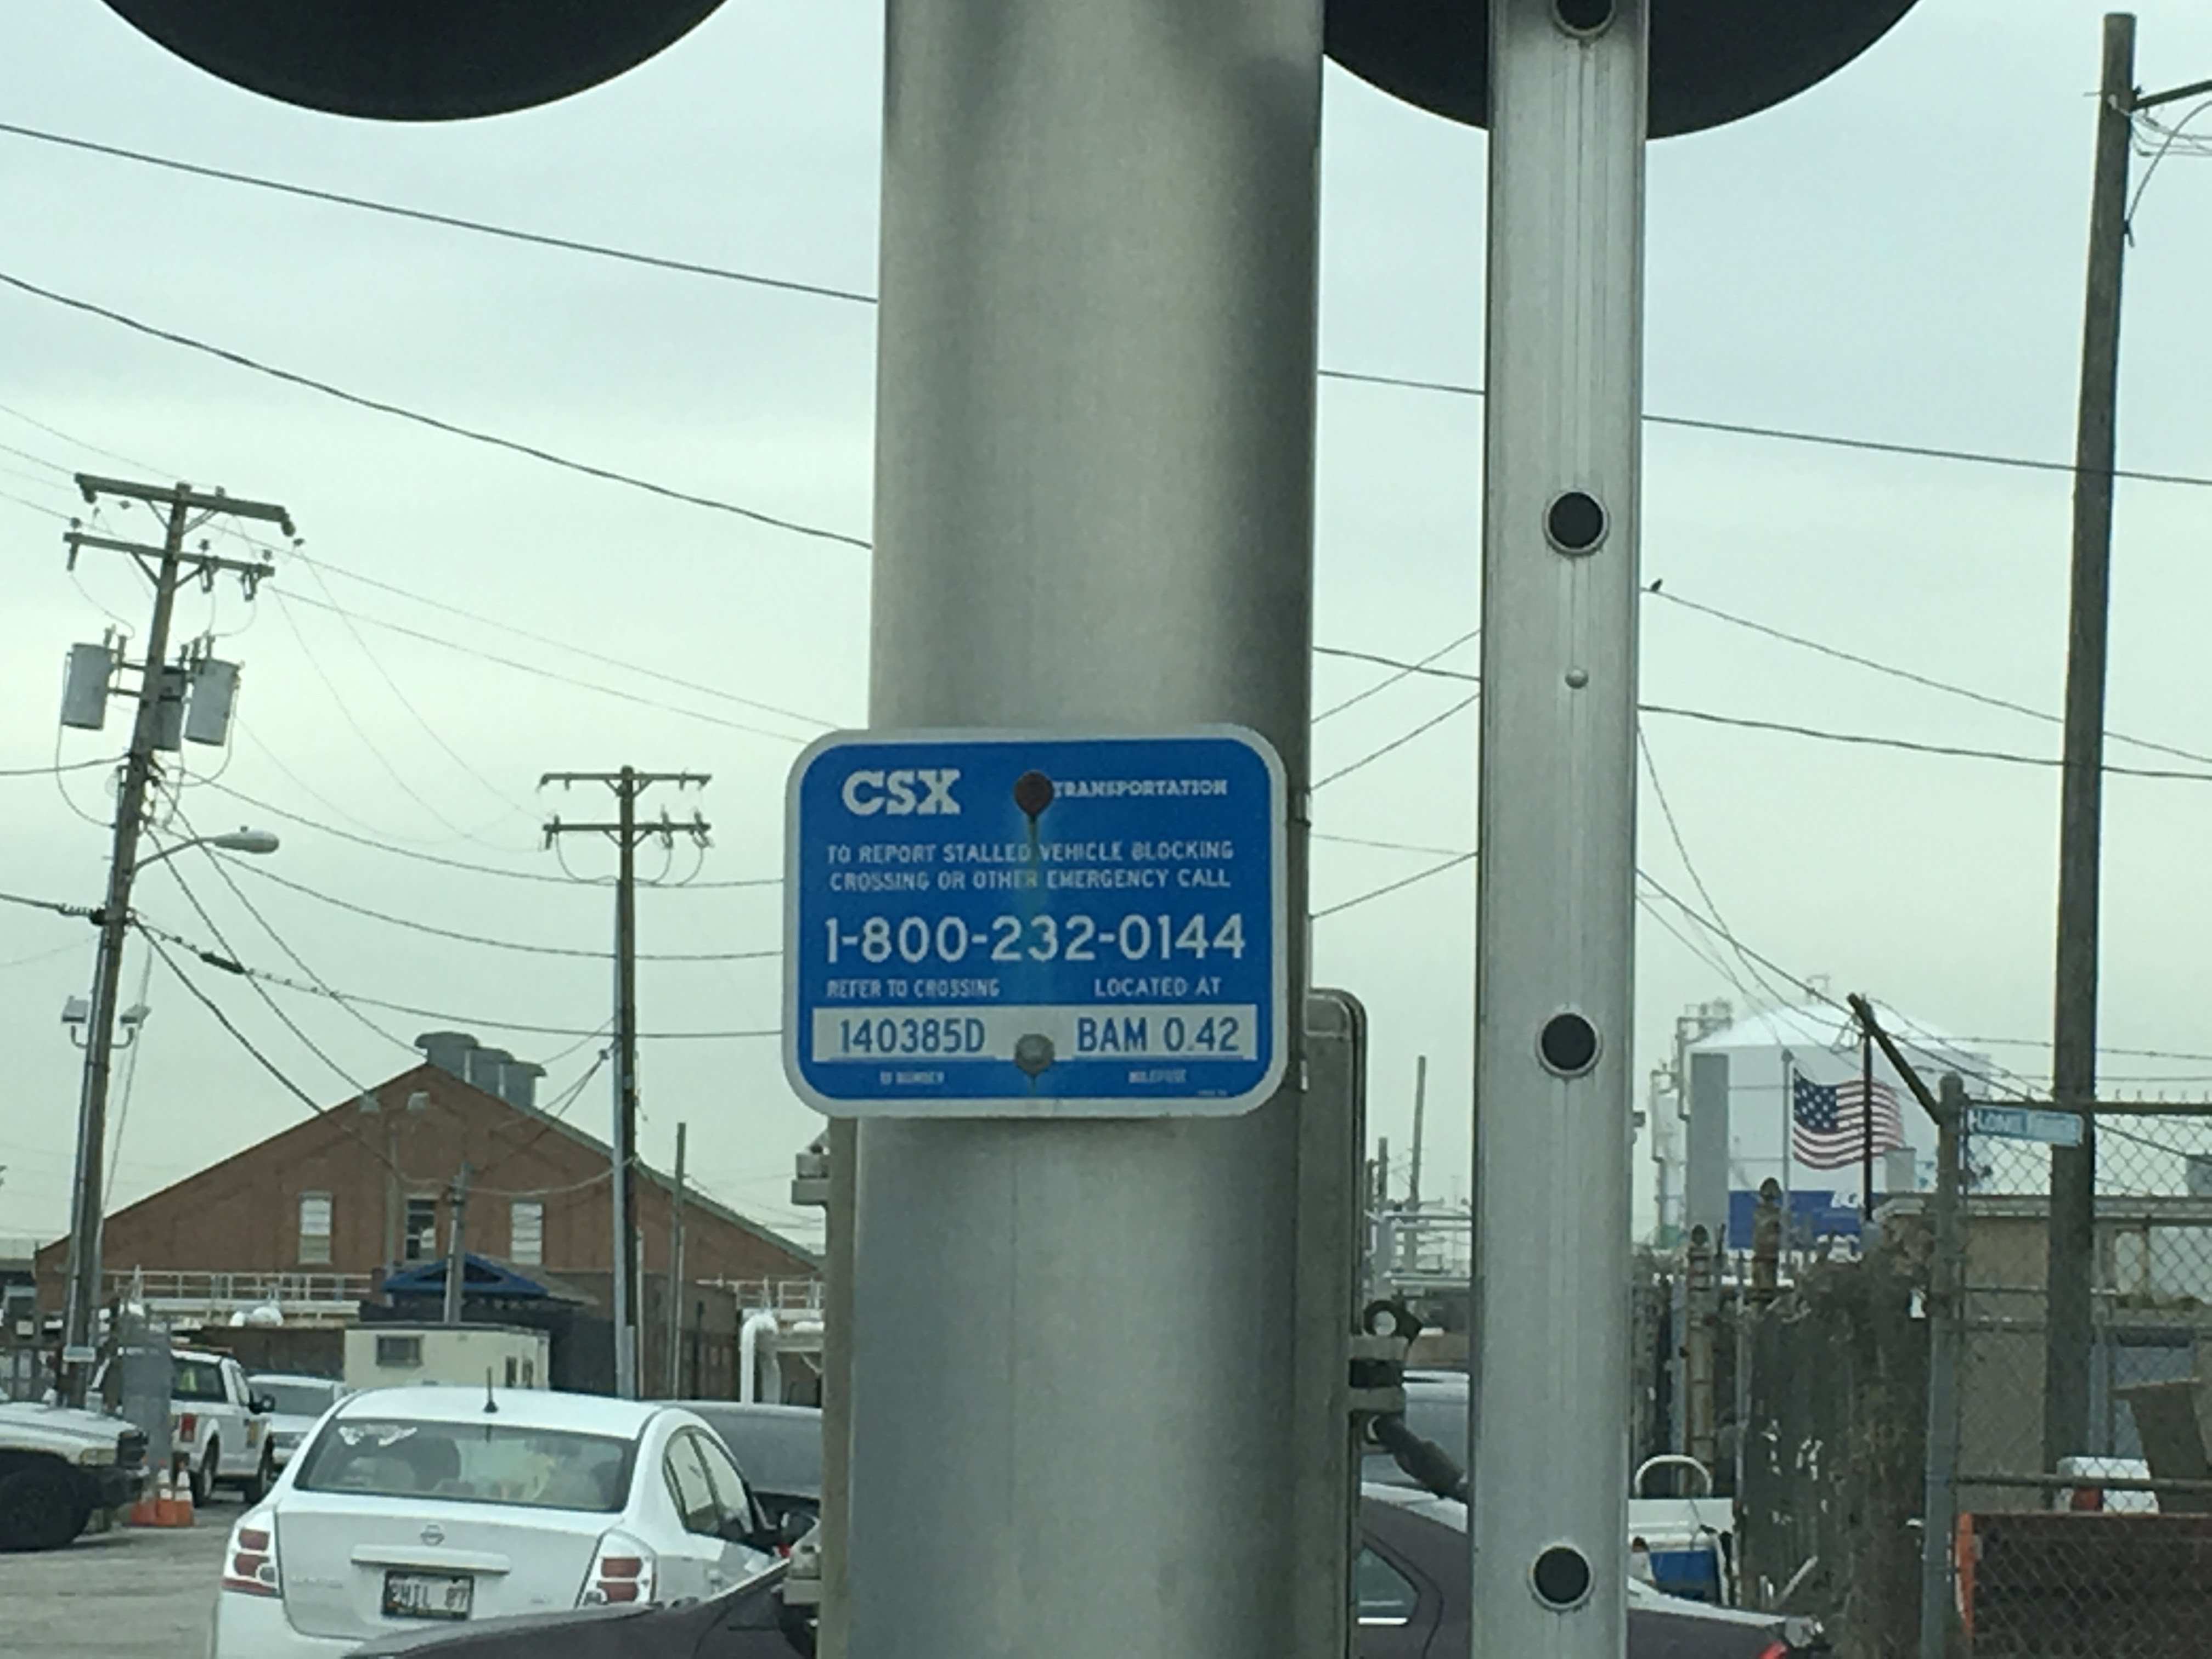 CSX TRANSPORTATION
TO REPORT STALLED VEHICLE BLOCKING
CROSSING OR OTHER EMERGENCY CALL
1-800-232-0144
REFER TO CROSSING LOCATED AT
140385D BAM 0.42
MILEPOST